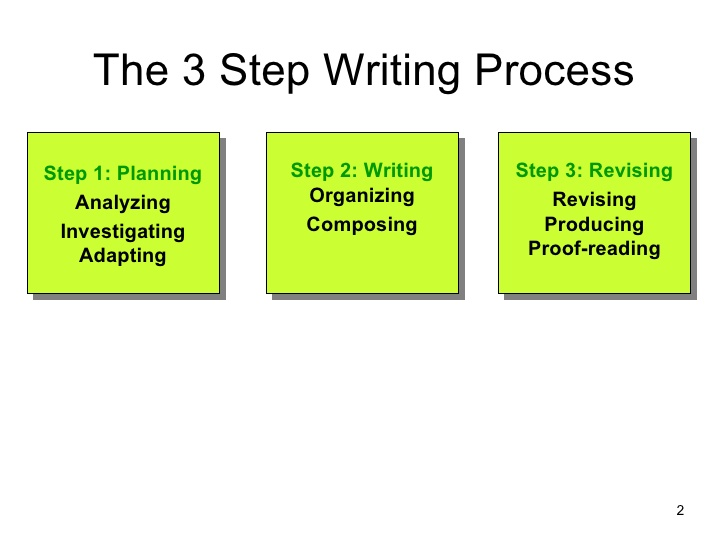 The 3 Step Writing Process
Step 1: Planning
Analyzing
Investigating
Adapting
Step 2: Writing
Organizing
Composing
Step 3: Revising
Revising
Producing
Proof-reading
2